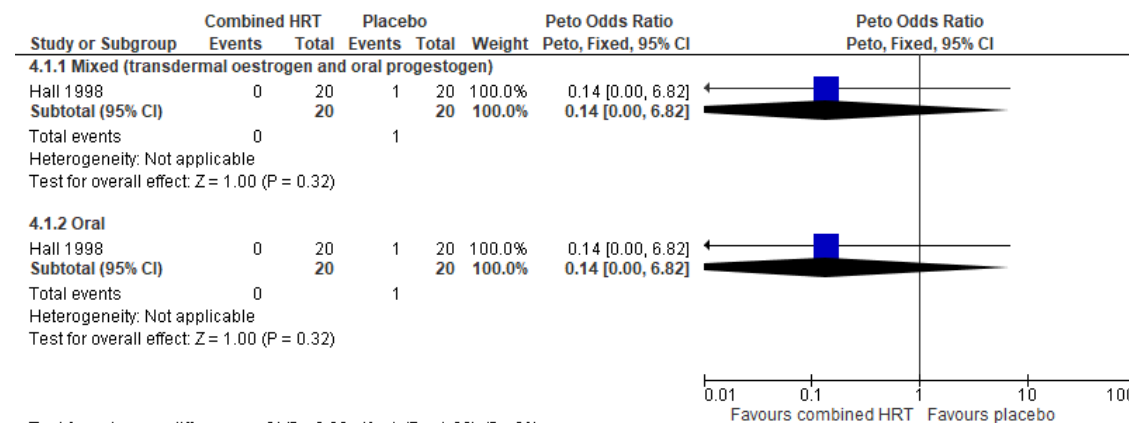 Combined HRT Placebo Peto Odds Ratio Peto Odds Ratio
Study or Subgroup Events Total Events Total Weight Peto, Fixed, 95% CI Peto, Fixed, 95% CI
4.1.1 Mixed (transdermal oestrogen and oral progestogen)
Hall 1998 0 20 1 20 100.0% 0.14 [0.00, 6.82]
Subtotal (95% CI) 20 20 100.0% 0.14 [0.00, 6.82]
Total events 0 1
Heterogeneity: Not applicable
Test for overall effect: Z = 1.00 (P = 0.32)
4.1.2 Oral
Hall 1998 0 20 1 20 100.0% 0.14 [0.00, 6.82]
Subtotal (95% CI) 20 20 100.0% 0.14 [0.00, 6.82]
Total events 0 1
Heterogeneity: Not applicable
Test for overall effect: Z = 1.00 (P = 0.32)
0.01 0.1 1 10 100
Favours combined HRT Favours placebo